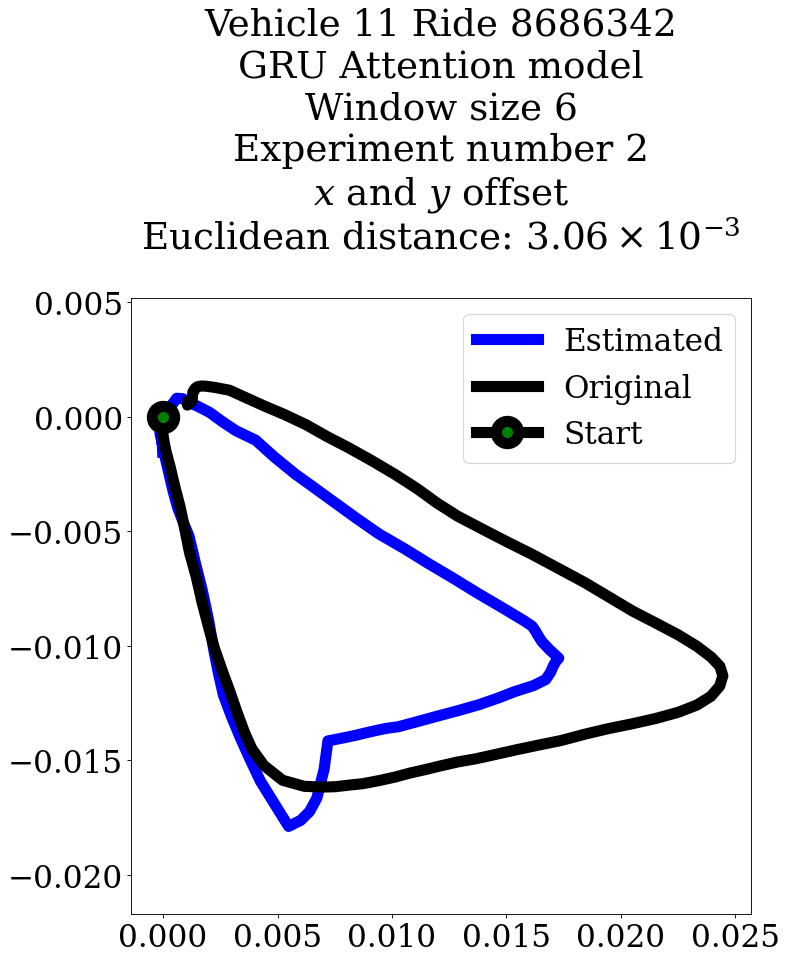 Vehicle 11 Ride 8686342
GRU Attention model
Window size 6
Experiment number 2
x and y offset
Euclidean distance: 3.06 × 10⁻³
0.005
0.000
−0.005
−0.010
−0.015
−0.020
Estimated
Original
Start
0.000 0.005 0.010 0.015 0.020 0.025